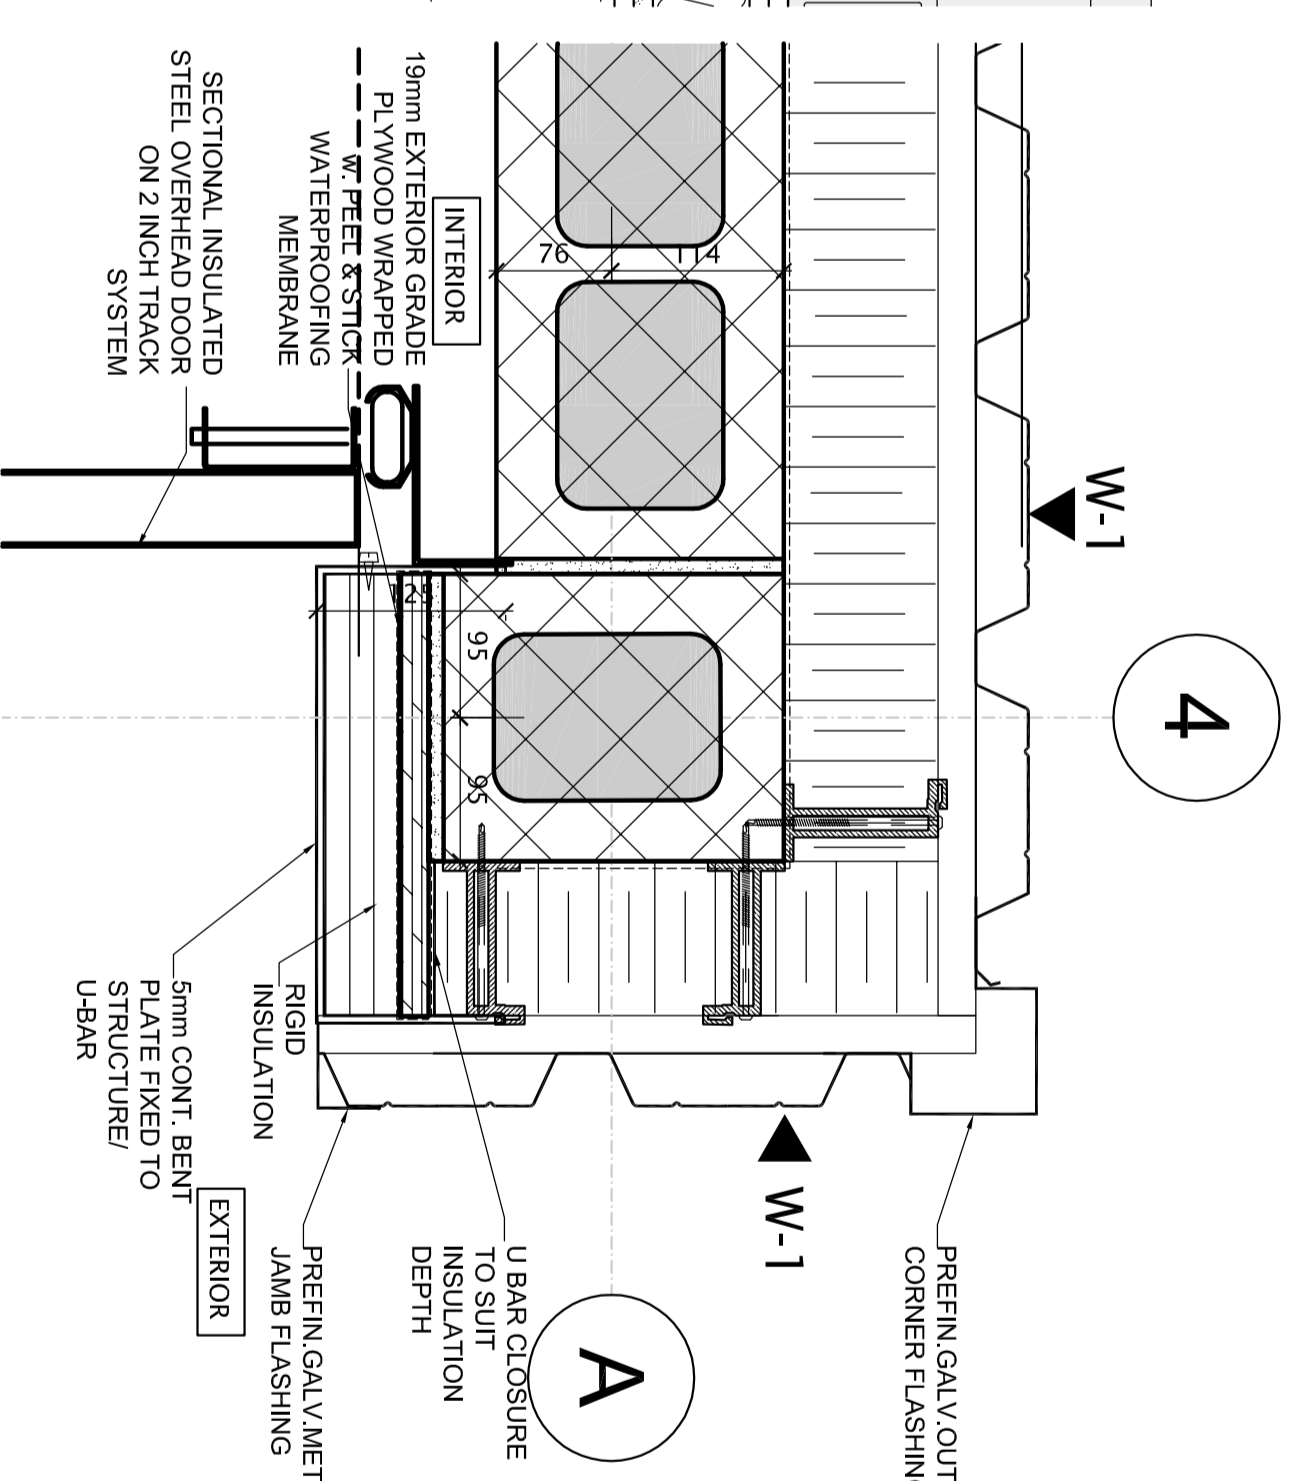 19mm EXTERIOR GRADE
PLYWOOD WRAPPED
W. PEEL & STICK
WATERPROOFING
MEMBRANE
SECTIONAL INSULATED
STEEL OVERHEAD DOOR
ON 2 INCH TRACK
SYSTEM
INTERIOR
76
114
W-1
4
125
95
95
5mm CONT. BENT
PLATE FIXED TO
STRUCTURE/
U-BAR
RIGID
INSULATION
EXTERIOR
W-1
PREFIN.GALV.OUT
CORNER FLASHING
U BAR CLOSURE
TO SUIT
INSULATION
DEPTH
A
PREFIN.GALV.MET
JAMB FLASHING